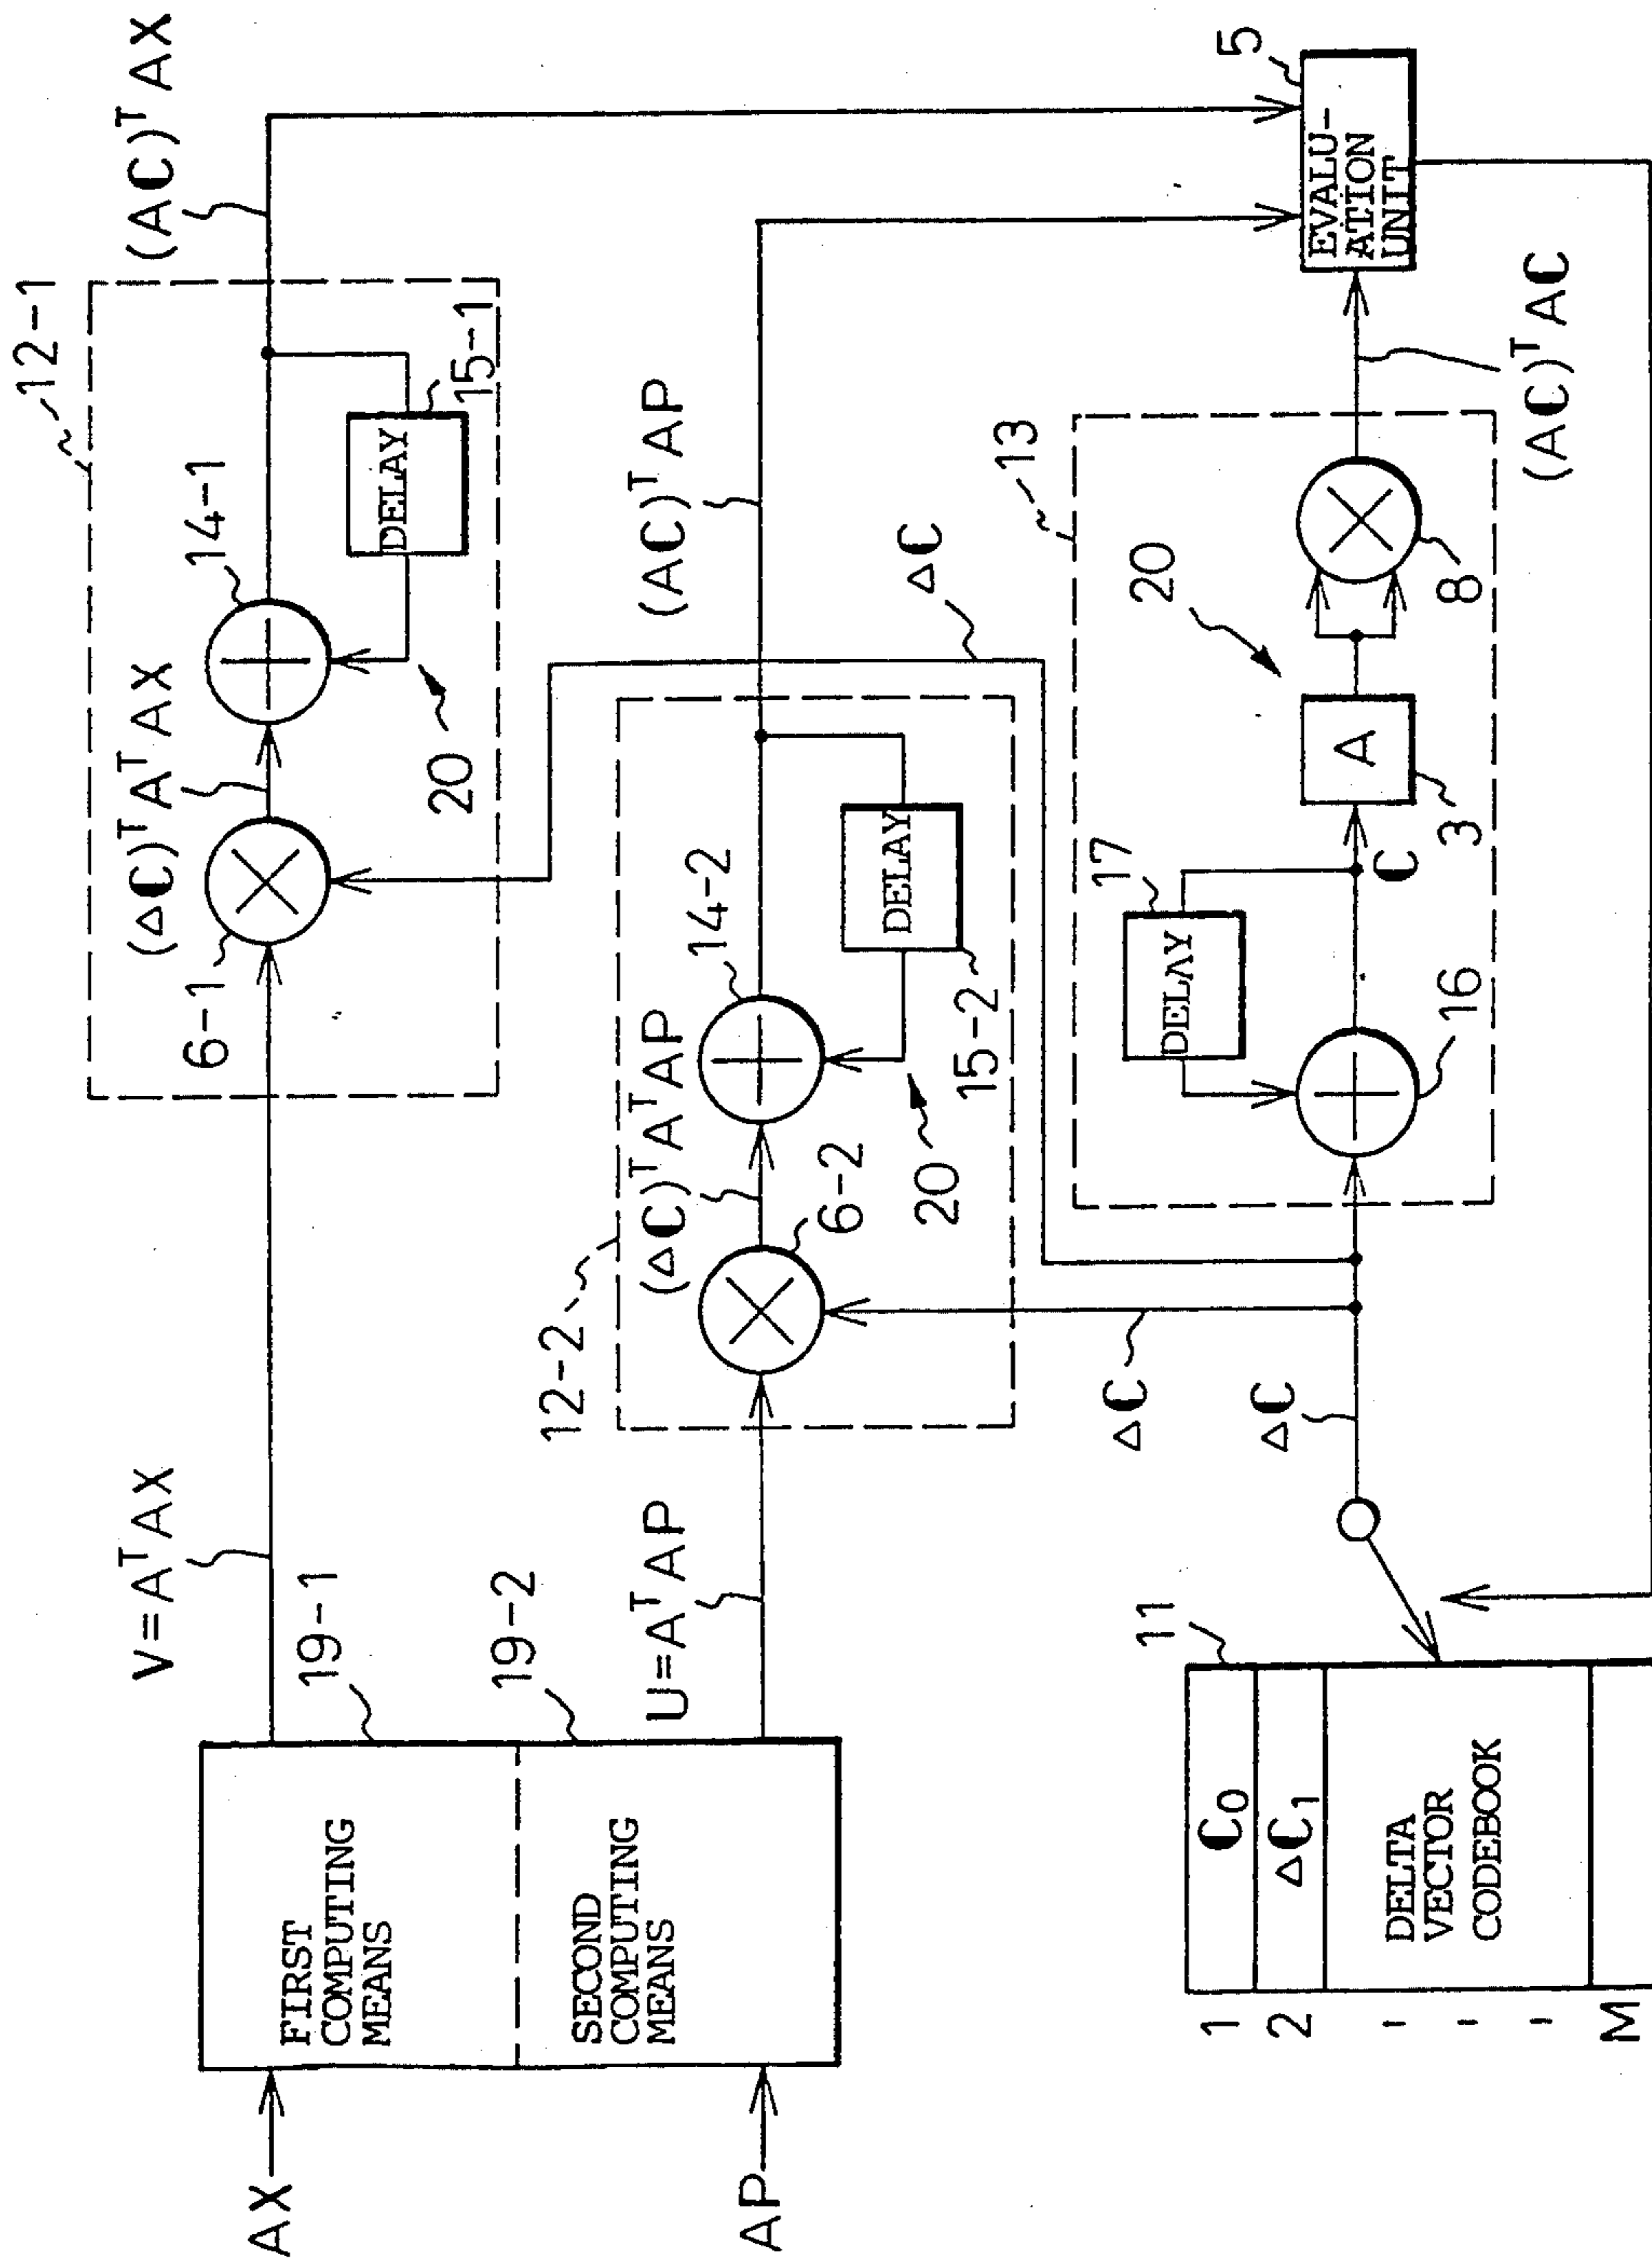 12-1
(AC)ᵀAX
(ΔC)ᵀAᵀAX
14-1
15-1
DELAY
6-1
20
V=AᵀAX
19-1
FIRST
COMPUTING
MEANS
AX
19-2
SECOND
COMPUTING
MEANS
AP
U=AᵀAP
12-2
(ΔC)ᵀAᵀAP
14-2
(AC)ᵀAP
6-2
DELAY
15-2
20
ΔC
13
5
EVALU-
ATION
UNIT
17
DELAY
20
A
C
16
3
8
(AC)ᵀAC
ΔC
ΔC
11
1
C₀
2
ΔC₁
DELTA
VECTOR
CODEBOOK
M